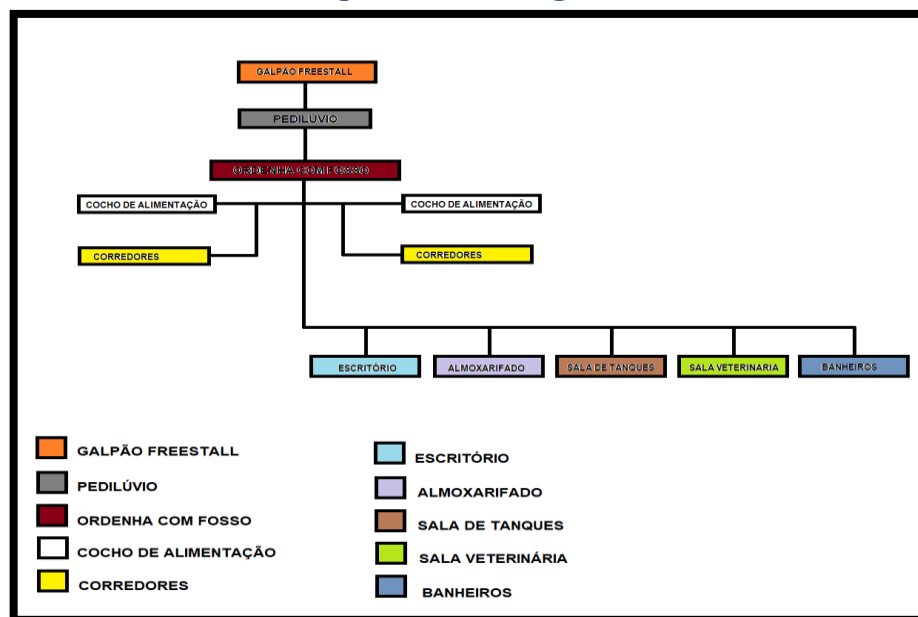 GALPÃO FREESTALL
PEDILÚVIO
ORDENHA COM FOSSO
COCHO DE ALIMENTAÇÃO
COCHO DE ALIMENTAÇÃO
CORREDORES
CORREDORES
ESCRITÓRIO
ALMOXARIFADO
SALA DE TANQUES
SALA VETERINARIA
BANHEIROS
GALPÃO FREESTALL
PEDILÚVIO
ORDENHA COM FOSSO
COCHO DE ALIMENTAÇÃO
CORREDORES
ESCRITÓRIO
ALMOXARIFADO
SALA DE TANQUES
SALA VETERINÁRIA
BANHEIROS